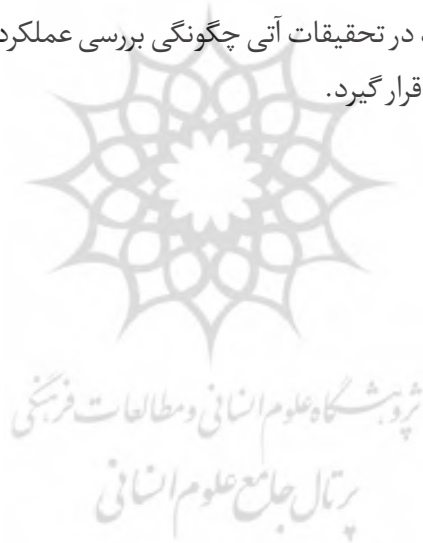 در تحقیقات آتی چگونگی بررسی عملکرد
قرار گیرد.
پژوهشگاه علوم انسانی و مطالعات فرهنگی
پرتال جامع علوم انسانی